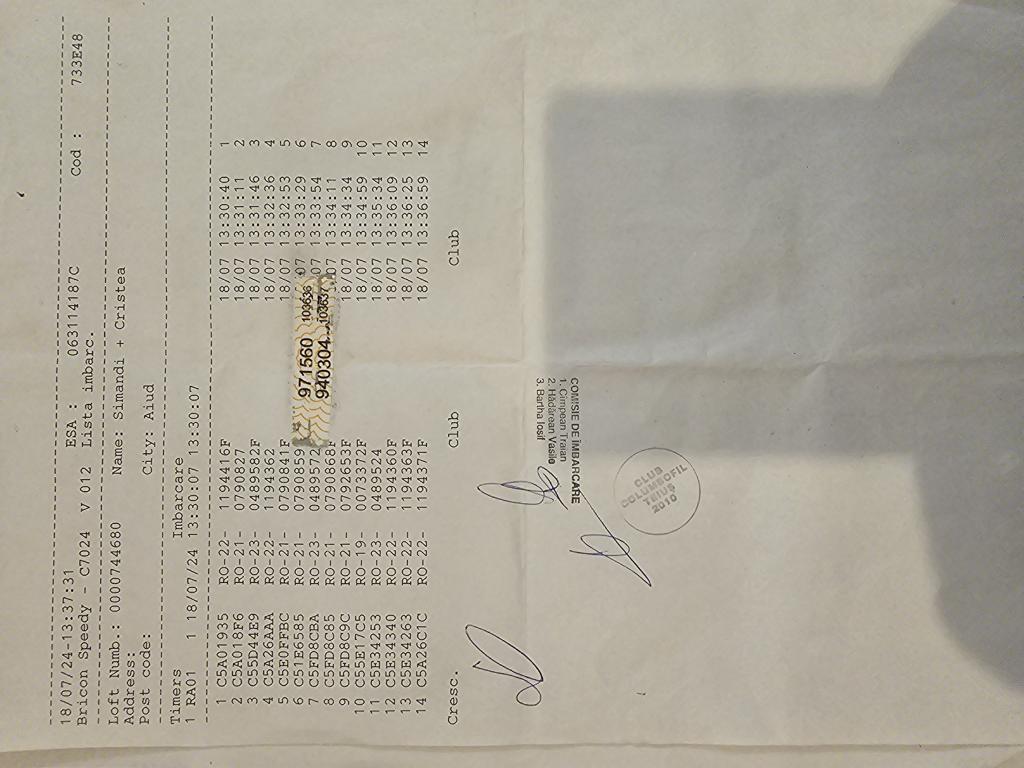 18/07/24-13:37:31
Bricon Speedy - C7024 V 012 ESA : 063114187C Cod : 733E48
Lista imbarc.
Loft Numb.: 0000744680 Name: Simandi + Cristea
Address:
Post code: City: Aiud
Timers Imbarcare
1 RA01 1 18/07/24 13:30:07 13:30:07
1 C5A01935 RO-22- 1194416F 18/07 13:30:40 1
2 C5A018F6 RO-21- 0790827 18/07 13:31:11 2
3 C55D44E9 RO-23- 0489582F 18/07 13:31:46 3
4 C5A26AAA RO-22- 1194362 18/07 13:32:36 4
5 C5E0FFBC RO-21- 0790841F 18/07 13:32:53 5
6 C51E6585 RO-21- 0790859 971560 103636 13:33:29 6
7 C5FD8CBA RO-23- 0489572 940304 13:33:54 7
8 C5FD8C85 RO-21- 0790868F 13:34:11 8
9 C5FD8C9C RO-21- 0792653F 18/07 13:34:34 9
10 C55E17C5 RO-19- 0073972F 18/07 13:34:59 10
11 C5E34253 RO-23- 0489524 18/07 13:35:34 11
12 C5E34340 RO-22- 1194360F 18/07 13:36:09 12
13 C5E34263 RO-22- 1194363F 18/07 13:36:25 13
14 C5A26C1C RO-22- 1194371F 18/07 13:36:59 14
Cresc. Club Club
COMISIE DE IMBARCARE
1. Cimpean Traian
2. Hădărean Vasile
3. Bartha Iosif
CLUB
COLUMBOFIL
TEIUS
2010